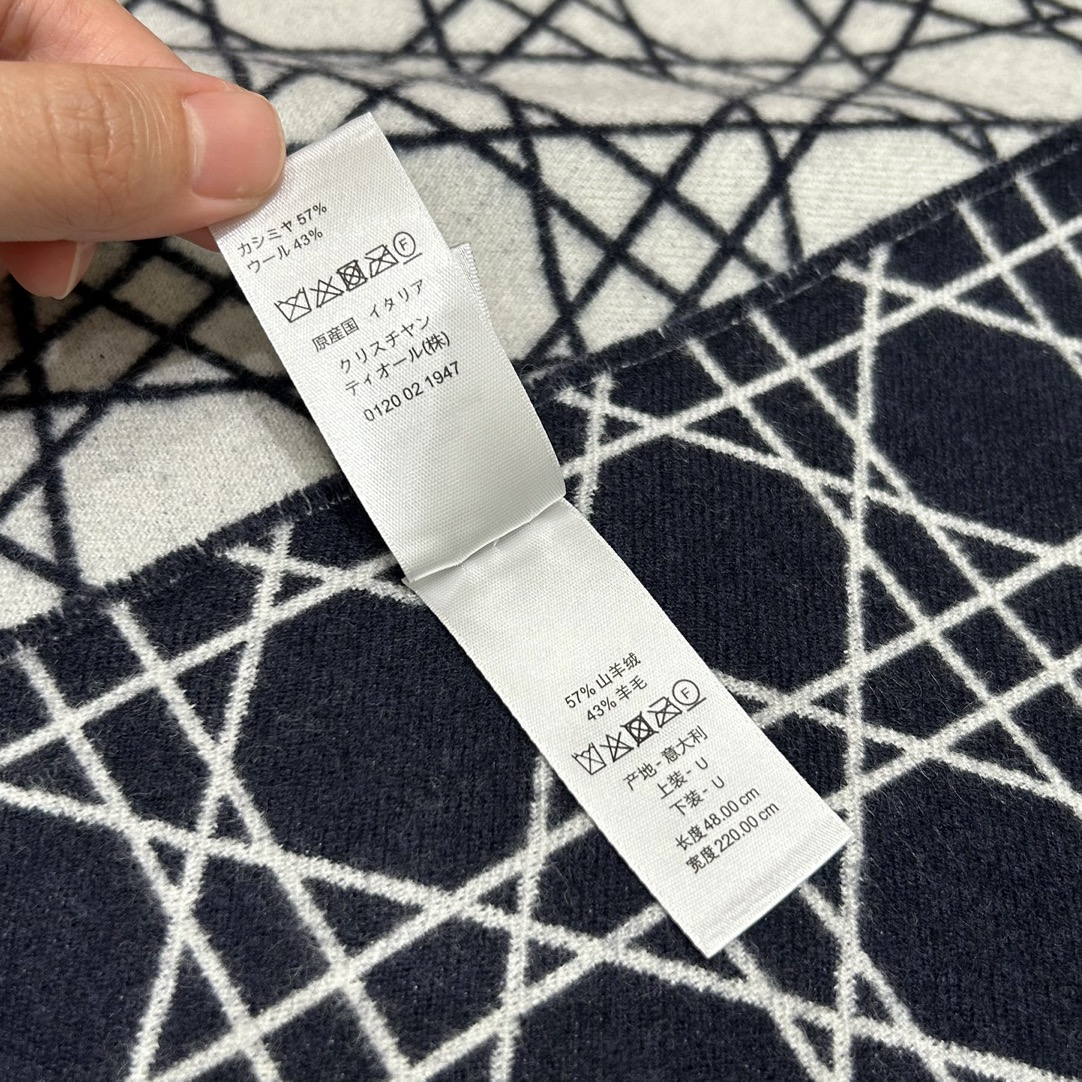 カシミヤ 57%
ウール 43%
F
原産国 イタリア
クリスチャン
ディオール(株)
0120 02 1947
57% 山羊绒
43% 羊毛
F
产地 - 意大利
上装 - U
下装 - U
长度 48.00 cm
宽度 220.00 cm